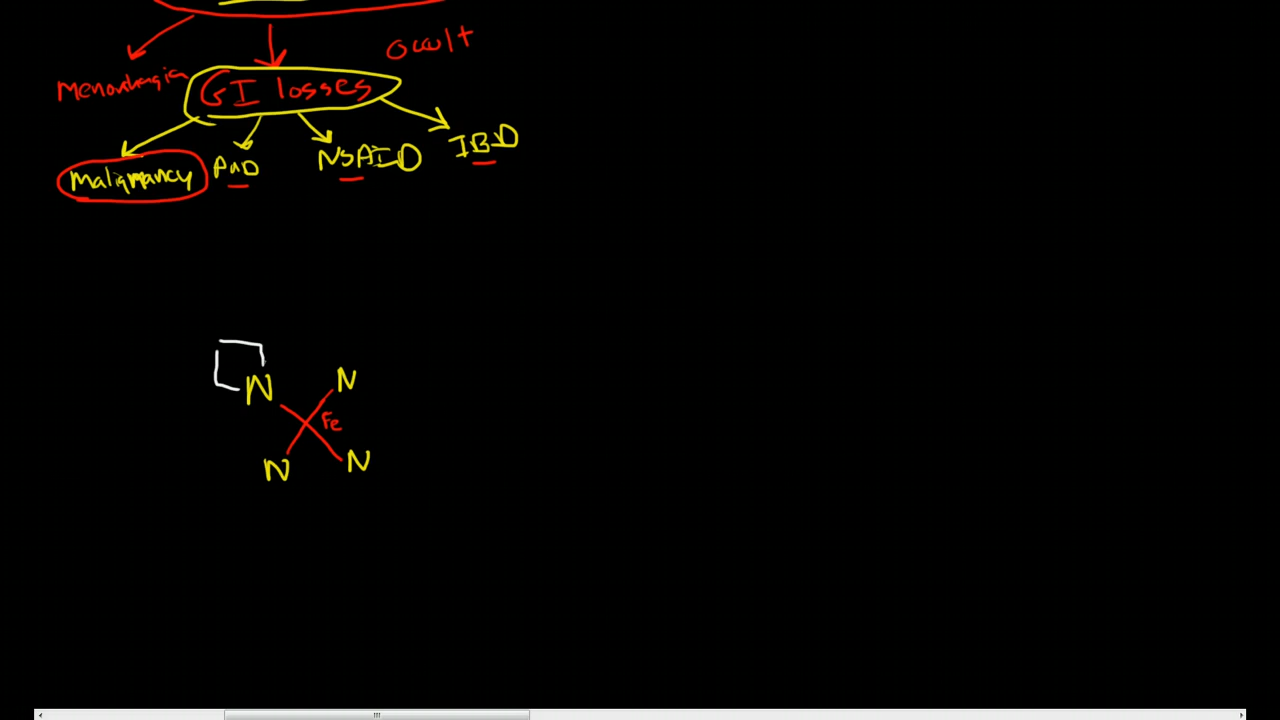 occult
Menorrhagia
GI losses
Malignancy PUD NSAID IBD
N N
Fe
N N